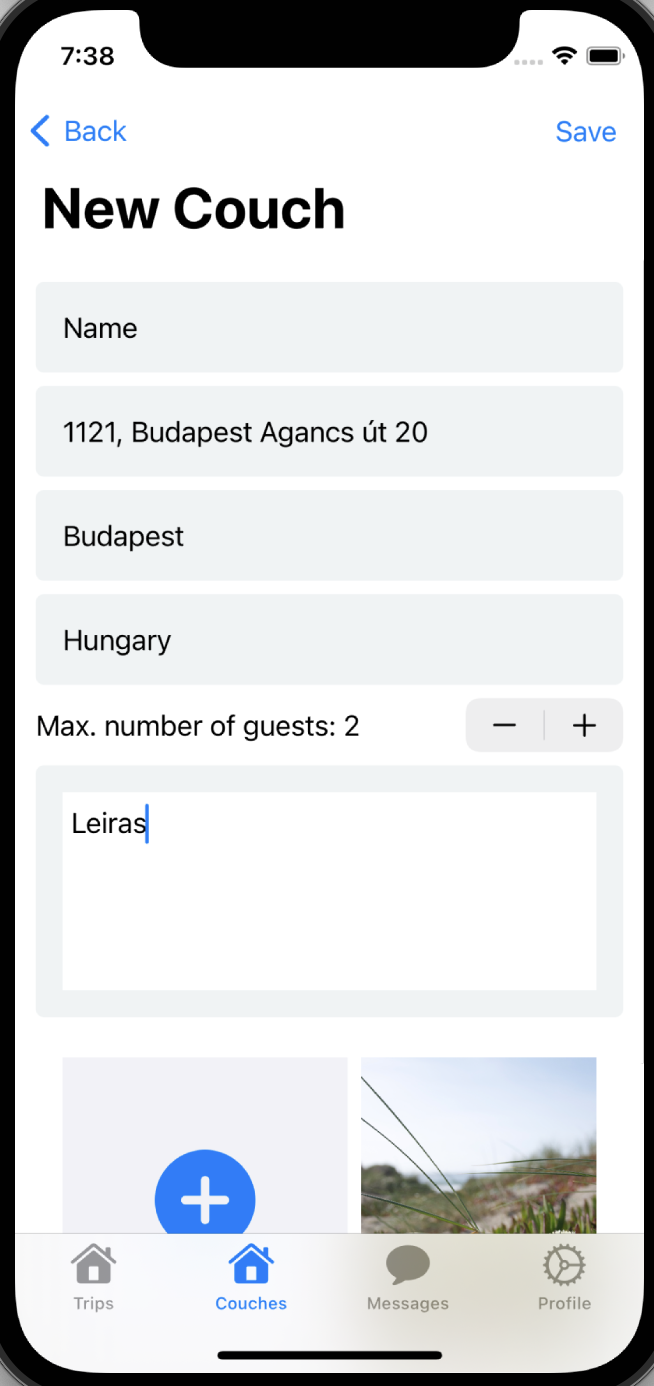 7:38
Back
Save
New Couch
Name
1121, Budapest Agancs út 20
Budapest
Hungary
Max. number of guests: 2
Leiras
Trips
Couches
Messages
Profile